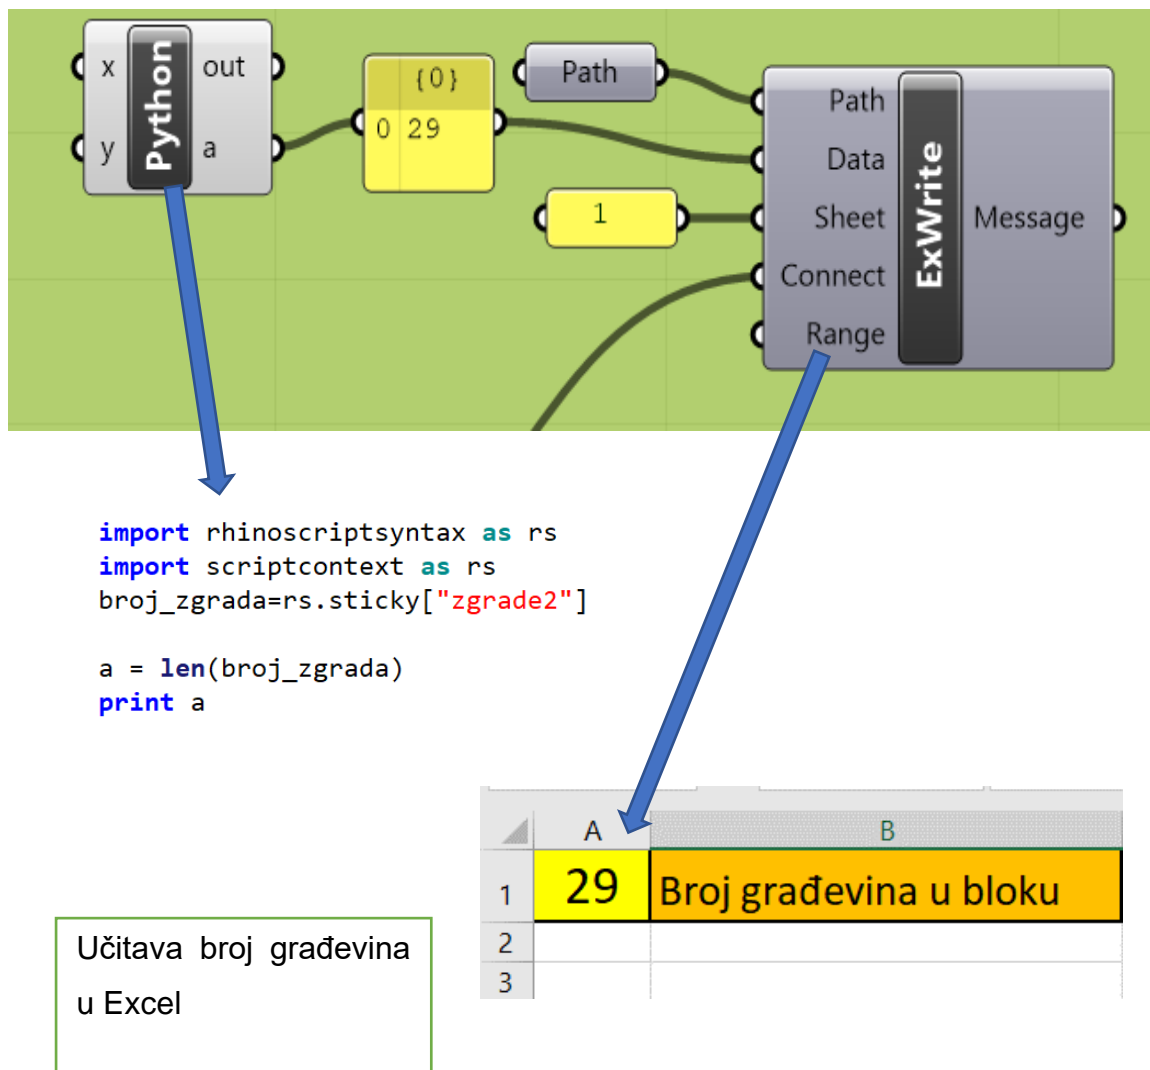 x
out
y
a
Python
{0}
0 29
Path
1
Path
Data
Sheet
Connect
Range
ExWrite
Message
import rhinoscriptsyntax as rs
import scriptcontext as rs
broj_zgrada=rs.sticky["zgrade2"]
a = len(broj_zgrada)
print a
A B
1 29 Broj građevina u bloku
2
3
Učitava broj građevina
u Excel